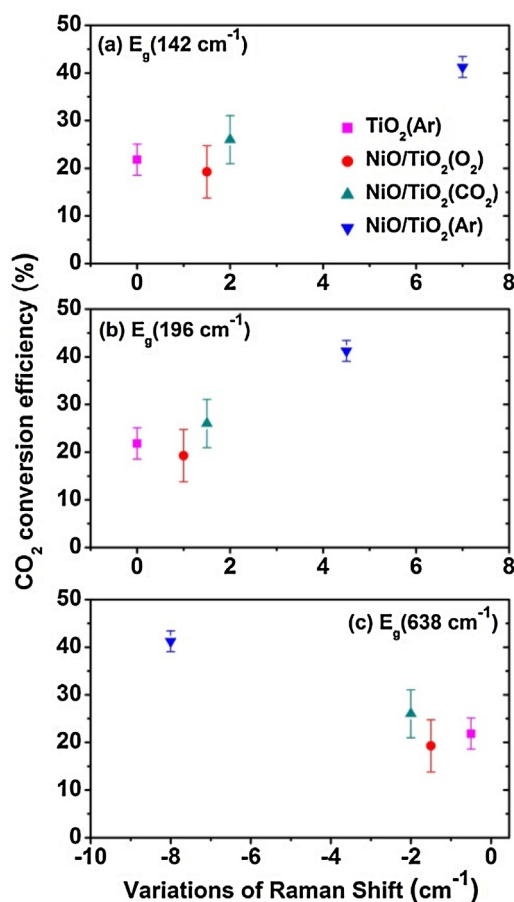 (a) E₉(142 cm⁻¹)
TiO₂(Ar)
NiO/TiO₂(O₂)
NiO/TiO₂(CO₂)
NiO/TiO₂(Ar)
50
40
30
20
10
0
0 2 4 6 8
(b) E₉(196 cm⁻¹)
50
40
30
20
10
0
0 2 4 6 8
(c) E₉(638 cm⁻¹)
50
40
30
20
10
0
-10 -8 -6 -4 -2 0
CO₂ conversion efficiency (%)
Variations of Raman Shift (cm⁻¹)